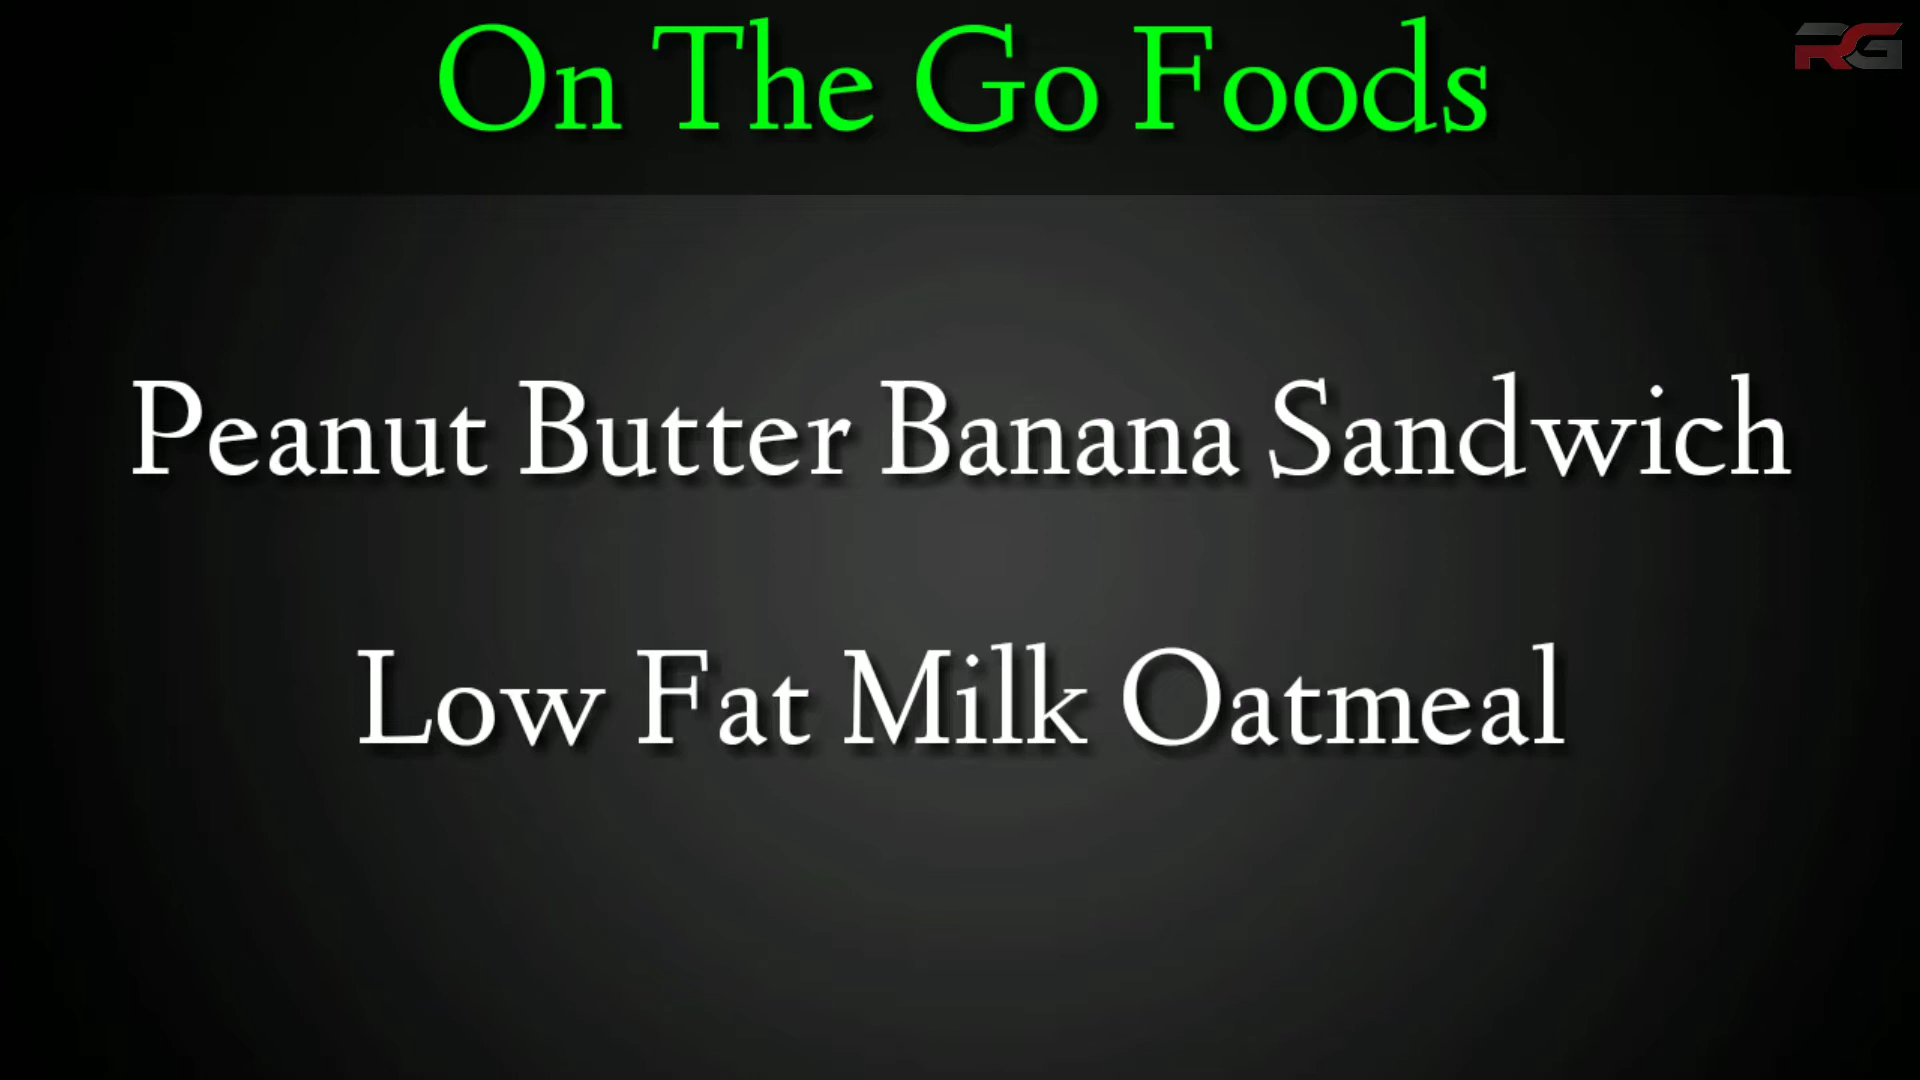 On The Go Foods
RG
Peanut Butter Banana Sandwich
Low Fat Milk Oatmeal